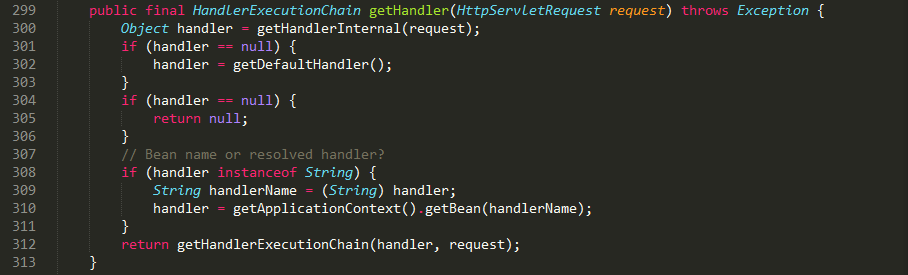 299 public final HandlerExecutionChain getHandler(HttpServletRequest request) throws Exception {
300 Object handler = getHandlerInternal(request);
301 if (handler == null) {
302 handler = getDefaultHandler();
303 }
304 if (handler == null) {
305 return null;
306 }
307 // Bean name or resolved handler?
308 if (handler instanceof String) {
309 String handlerName = (String) handler;
310 handler = getApplicationContext().getBean(handlerName);
311 }
312 return getHandlerExecutionChain(handler, request);
313 }